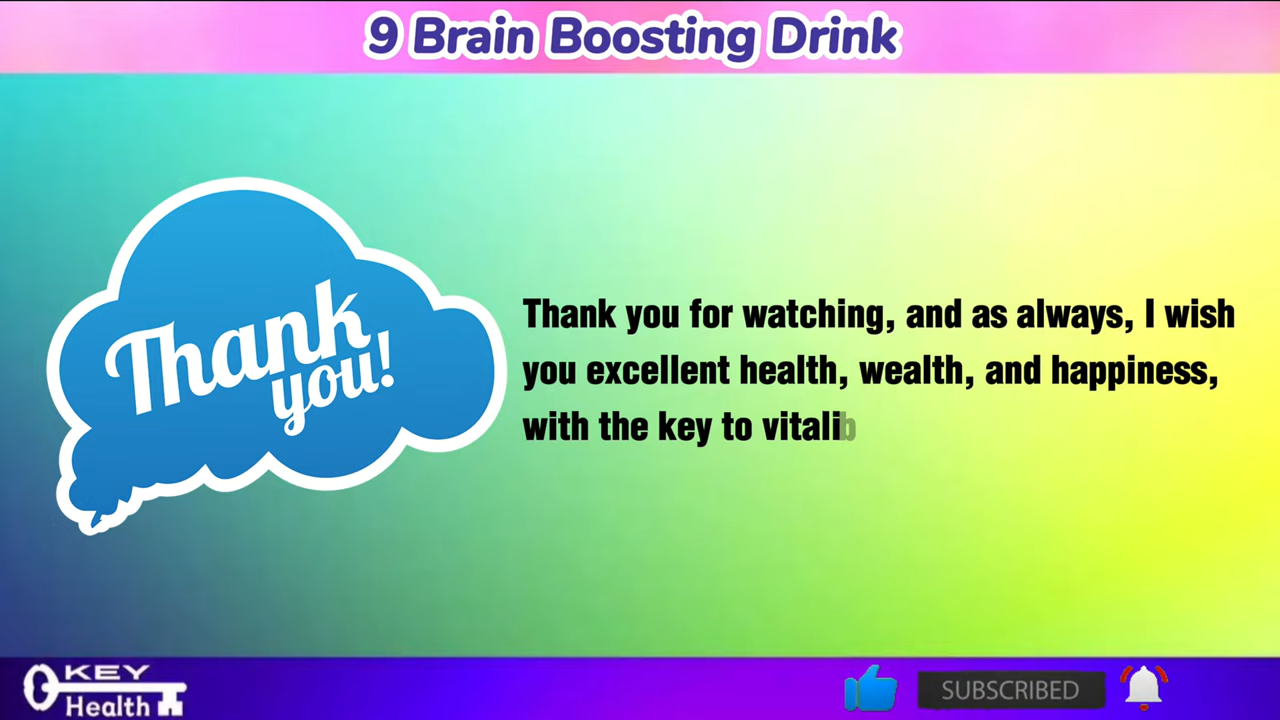 9 Brain Boosting Drink
Thank
you!
Thank you for watching, and as always, I wish
you excellent health, wealth, and happiness,
with the key to vitalib
KEY
Health
SUBSCRIBED